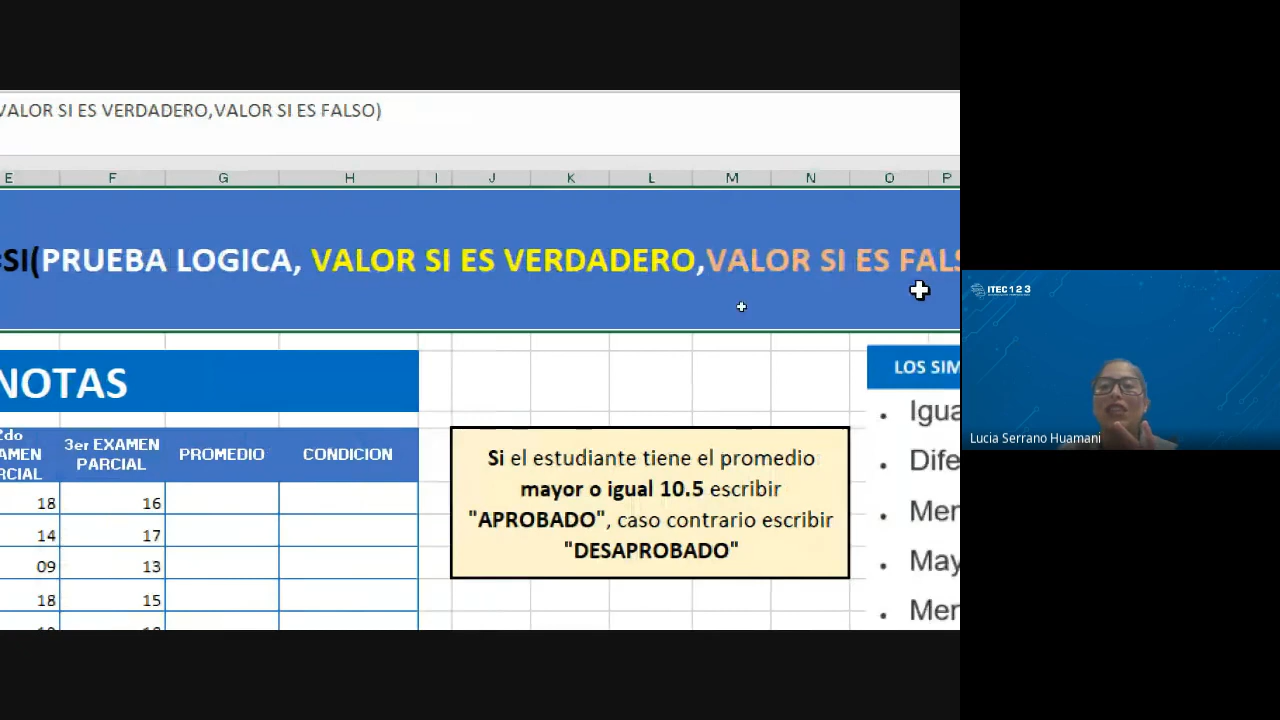 VALOR SI ES VERDADERO,VALOR SI ES FALSO)
E F G H I J K L M N O P
=SI(PRUEBA LOGICA, VALOR SI ES VERDADERO,VALOR SI ES FALS
NOTAS
LOS SIM
2do
AMEN
RCIAL
3er EXAMEN
PARCIAL
PROMEDIO
CONDICION
18 16
14 17
09 13
18 15
Si el estudiante tiene el promedio
mayor o igual 10.5 escribir
"APROBADO", caso contrario escribir
"DESAPROBADO"
• Igua
• Dife
• Men
• May
• Men
ITEC 1 2 3
Lucia Serrano Huamani